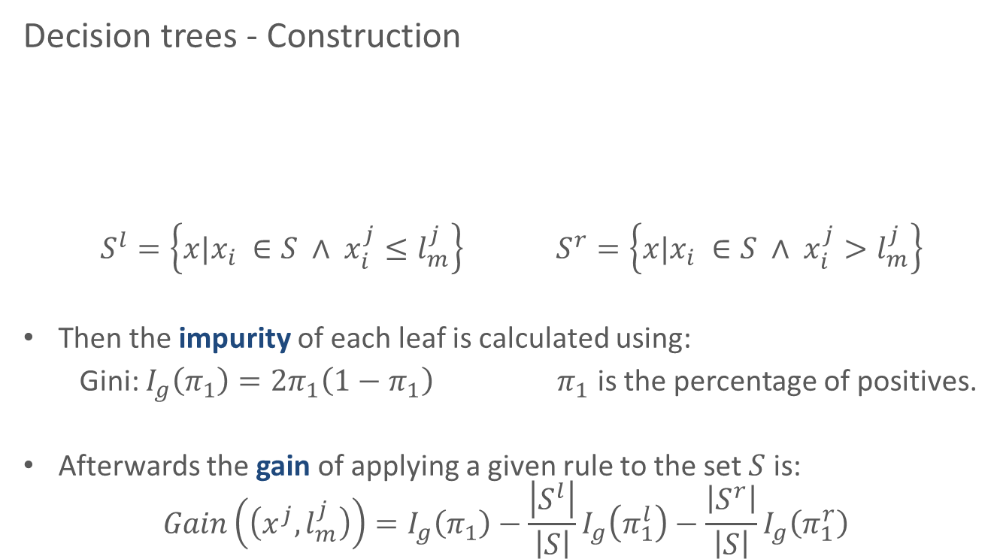 Decision trees - Construction
$S^l = \left\{x | x_i \in S \wedge x_i^j \leq l_m^j\right\}$ $S^r = \left\{x | x_i \in S \wedge x_i^j > l_m^j\right\}$
• Then the impurity of each leaf is calculated using:
Gini: $I_g(\pi_1) = 2\pi_1(1 - \pi_1)$ $\pi_1$ is the percentage of positives.
• Afterwards the gain of applying a given rule to the set $S$ is:
$Gain\left(\left(x^j, l_m^j\right)\right) = I_g(\pi_1) - \frac{|S^l|}{|S|} I_g\left(\pi_1^l\right) - \frac{|S^r|}{|S|} I_g(\pi_1^r)$